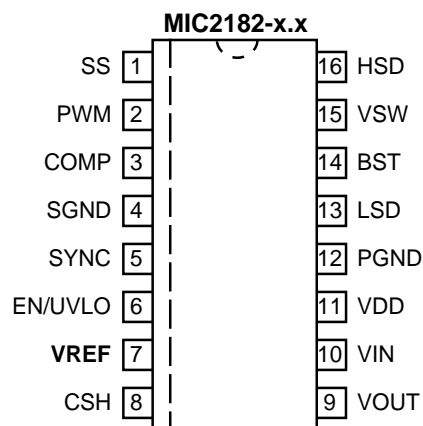 MIC2182-x.x
SS 1 16 HSD
PWM 2 15 VSW
COMP 3 14 BST
SGND 4 13 LSD
SYNC 5 12 PGND
EN/UVLO 6 11 VDD
VREF 7 10 VIN
CSH 8 9 VOUT